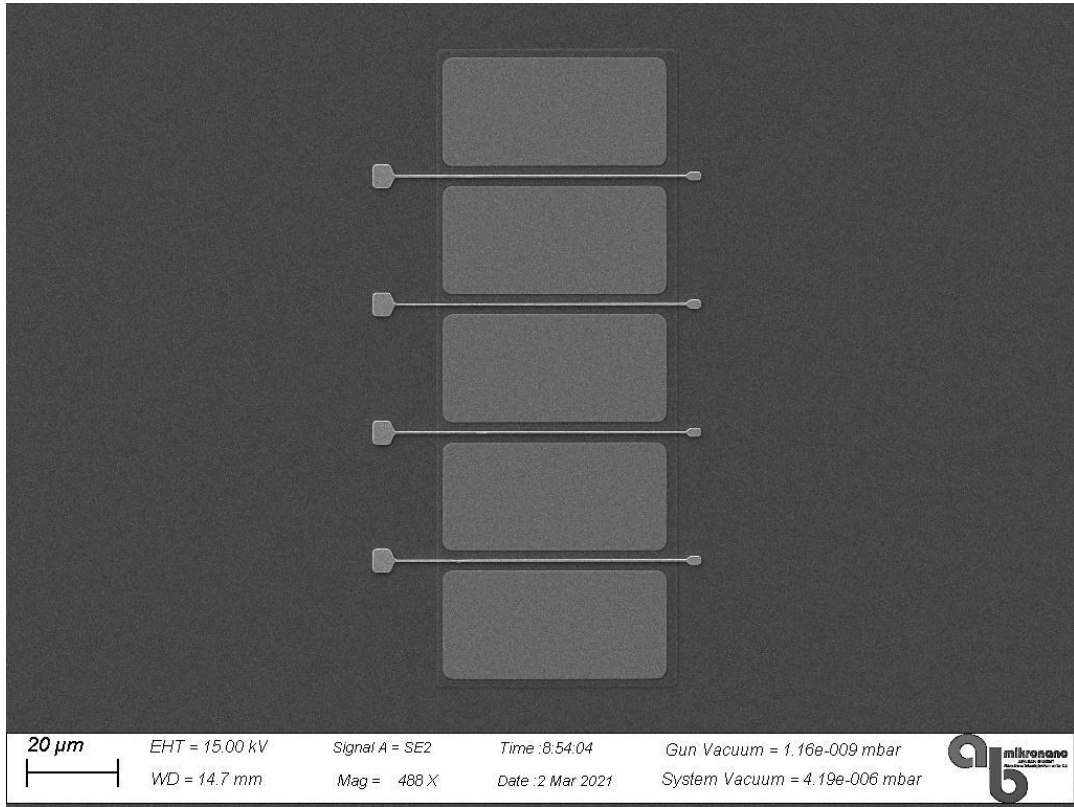 20 µm
EHT = 15.00 kV
Signal A = SE2
Time :8:54:04
Gun Vacuum = 1.16e-009 mbar
WD = 14.7 mm
Mag = 488 X
Date :2 Mar 2021
System Vacuum = 4.19e-006 mbar
ab
mikronano